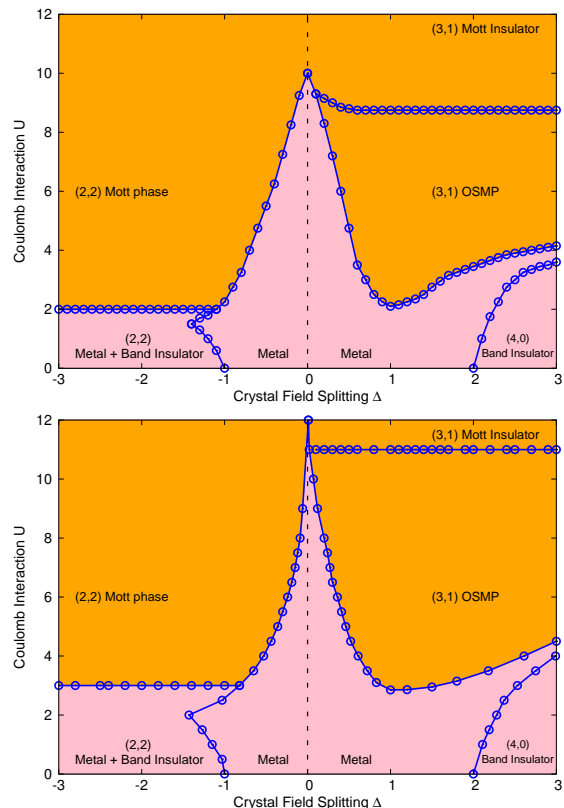 (3,1) Mott Insulator
Coulomb Interaction U
12
10
8
6
4
2
0
(2,2) Mott phase
(3,1) OSMP
(2,2)
Metal + Band Insulator
Metal
Metal
(4,0)
Band Insulator
-3 -2 -1 0 1 2 3
Crystal Field Splitting Δ
(3,1) Mott Insulator
Coulomb Interaction U
12
10
8
6
4
2
0
(2,2) Mott phase
(3,1) OSMP
(2,2)
Metal + Band Insulator
Metal
Metal
(4,0)
Band Insulator
-3 -2 -1 0 1 2 3
Crystal Field Splitting Δ